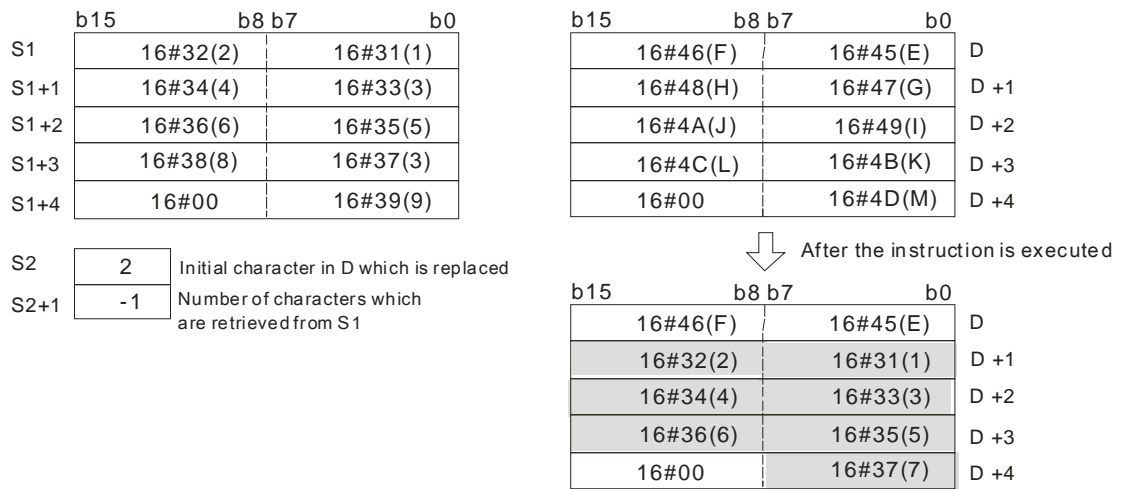 b15 b8 b7 b0
S1 16#32(2) 16#31(1)
S1+1 16#34(4) 16#33(3)
S1+2 16#36(6) 16#35(5)
S1+3 16#38(8) 16#37(3)
S1+4 16#00 16#39(9)
b15 b8 b7 b0
16#46(F) 16#45(E) D
16#48(H) 16#47(G) D +1
16#4A(J) 16#49(I) D +2
16#4C(L) 16#4B(K) D +3
16#00 16#4D(M) D +4
S2 2 Initial character in D which is replaced
S2+1 -1 Number of characters which
are retrieved from S1
After the instruction is executed
b15 b8 b7 b0
16#46(F) 16#45(E) D
16#32(2) 16#31(1) D +1
16#34(4) 16#33(3) D +2
16#36(6) 16#35(5) D +3
16#00 16#37(7) D +4